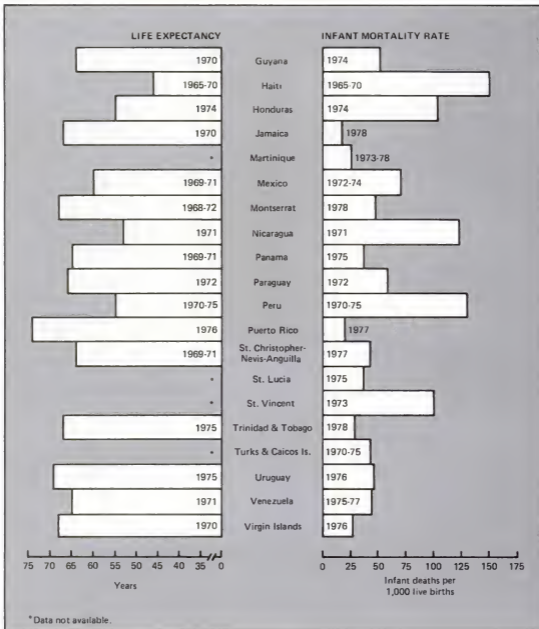 LIFE EXPECTANCY INFANT MORTALITY RATE
1970 Guyana 1974
1965-70 Haiti 1965-70
1974 Honduras 1974
1970 Jamaica 1978
* Martinique 1973-78
1969-71 Mexico 1972-74
1968-72 Montserrat 1978
1971 Nicaragua 1971
1969-71 Panama 1975
1972 Paraguay 1972
1970-75 Peru 1970-75
1976 Puerto Rico 1977
1969-71 St. Christopher-
Nevis-Anguilla 1977
* St. Lucia 1975
* St. Vincent 1973
1975 Trinidad & Tobago 1978
* Turks & Caicos Is. 1970-75
1975 Uruguay 1976
1971 Venezuela 1975-77
1970 Virgin Islands 1976
75 70 65 60 55 50 45 40 35 0 0 25 50 75 100 125 150 175
Years Infant deaths per
1,000 live births
*Data not available.